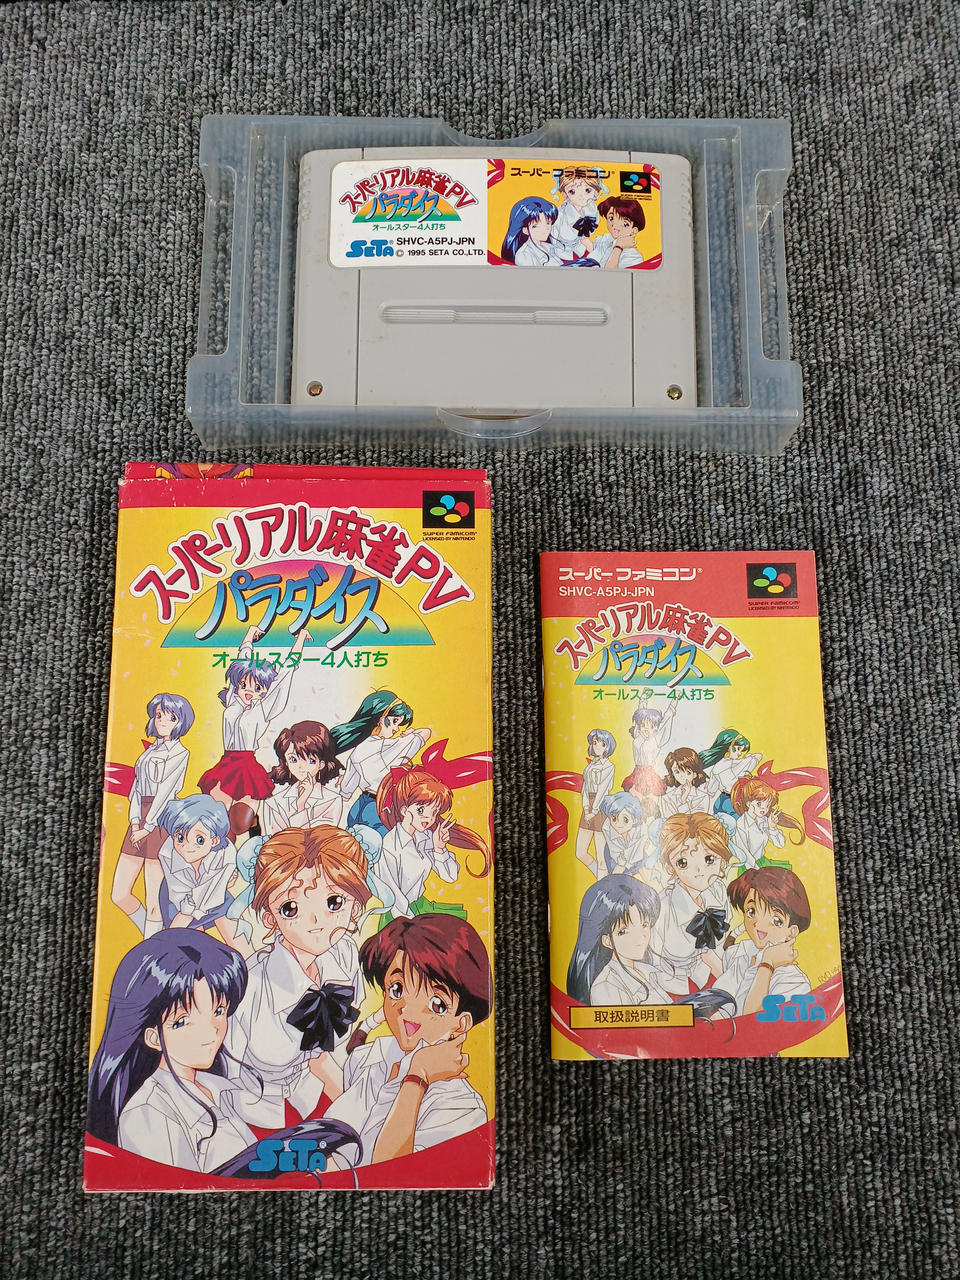 スーパーリアル麻雀PV
パラダイス
オールスター4人打ち
SETA® SHVC-A5PJ-JPN
© 1995 SETA CO.,LTD.
スーパーファミコン®
SUPER FAMICOM
スーパーリアル麻雀PV
パラダイス
オールスター4人打ち
SUPER FAMICOM®
LICENSED BY NINTENDO
SETA®
スーパーファミコン®
SHVC-A5PJ-JPN
SUPER FAMICOM®
LICENSED BY NINTENDO
スーパーリアル麻雀PV
パラダイス
オールスター4人打ち
取扱説明書
SETA